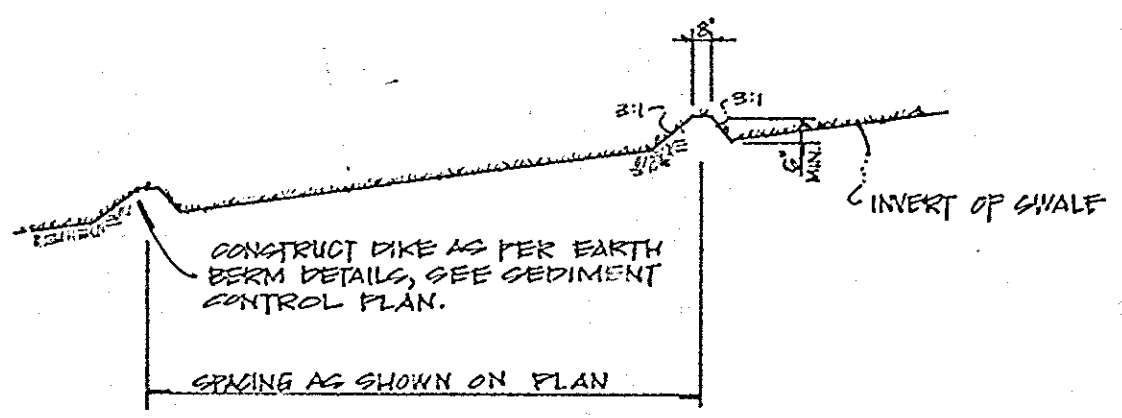 8"
3:1
3:1
6"
MIN.
INVERT OF SWALE
CONSTRUCT DIKE AS PER EARTH
BERM DETAILS, SEE SEDIMENT
CONTROL PLAN.
SPACING AS SHOWN ON PLAN